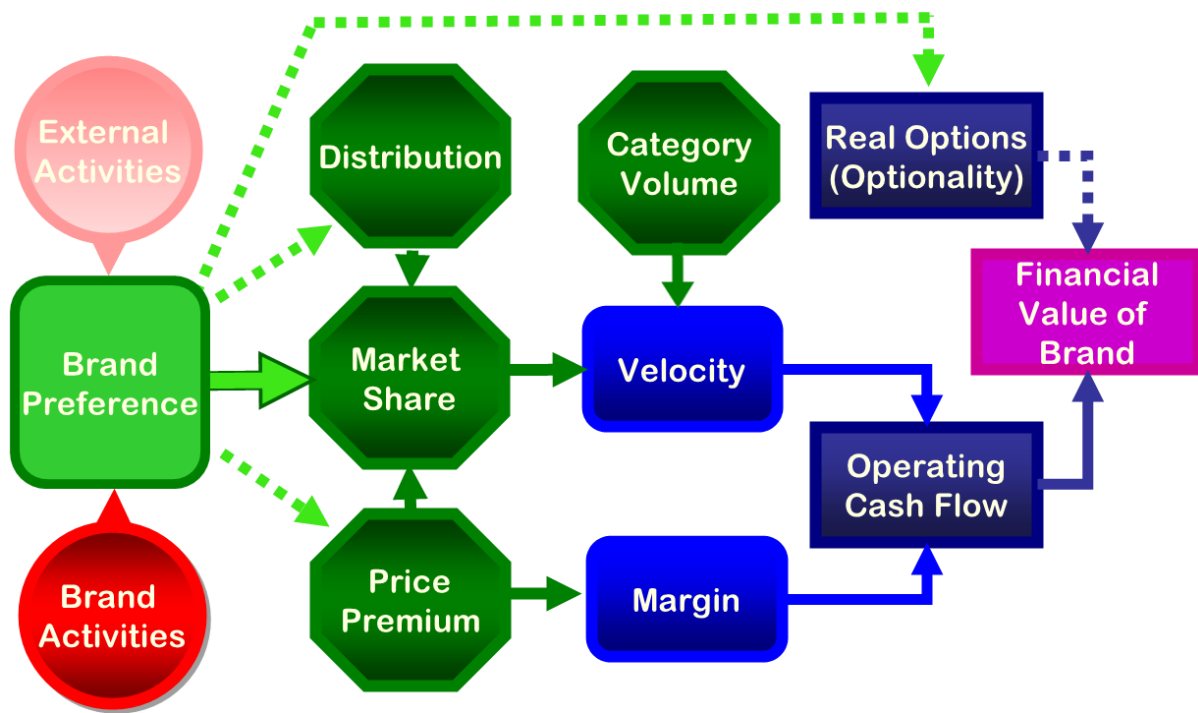 External
Activities
Distribution
Category
Volume
Real Options
(Optionality)
Financial
Value of
Brand
Brand
Preference
Market
Share
Velocity
Operating
Cash Flow
Brand
Activities
Price
Premium
Margin